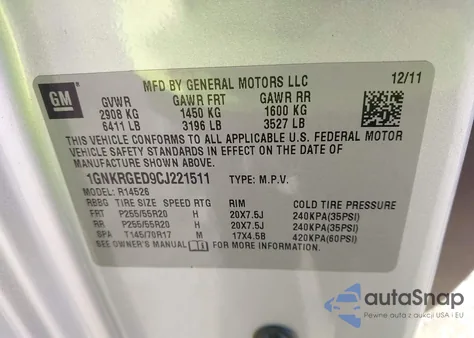 GM
MFD BY GENERAL MOTORS LLC 12/11
GVWR GAWR FRT GAWR RR
2908 KG 1450 KG 1600 KG
6411 LB 3196 LB 3527 LB
THIS VEHICLE CONFORMS TO ALL APPLICABLE U.S. FEDERAL MOTOR
VEHICLE SAFETY STANDARDS IN EFFECT ON THE DATE OF
MANUFACTURE SHOWN ABOVE.
1GNKRGED9CJ221511 TYPE: M.P.V.
MODEL: R14526
RBBG TIRE SIZE SPEED RTG RIM COLD TIRE PRESSURE
FRT P255/55R20 H 20X7.5J 240KPA(35PSI)
RR P255/55R20 H 20X7.5J 240KPA(35PSI)
SPA T145/70R17 M 17X4.5B 420KPA(60PSI)
SEE OWNER'S MANUAL FOR MORE INFORMATION.
autoSnap
Pewne auta z aukcji USA i EU